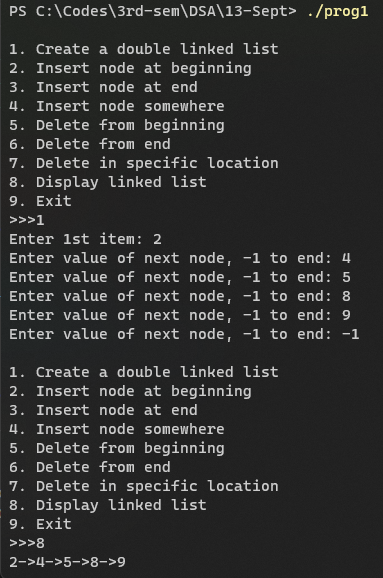 PS C:\Codes\3rd-sem\DSA\13-Sept> ./prog1
1. Create a double linked list
2. Insert node at beginning
3. Insert node at end
4. Insert node somewhere
5. Delete from beginning
6. Delete from end
7. Delete in specific location
8. Display linked list
9. Exit
>>>1
Enter 1st item: 2
Enter value of next node, -1 to end: 4
Enter value of next node, -1 to end: 5
Enter value of next node, -1 to end: 8
Enter value of next node, -1 to end: 9
Enter value of next node, -1 to end: -1
1. Create a double linked list
2. Insert node at beginning
3. Insert node at end
4. Insert node somewhere
5. Delete from beginning
6. Delete from end
7. Delete in specific location
8. Display linked list
9. Exit
>>>8
2->4->5->8->9